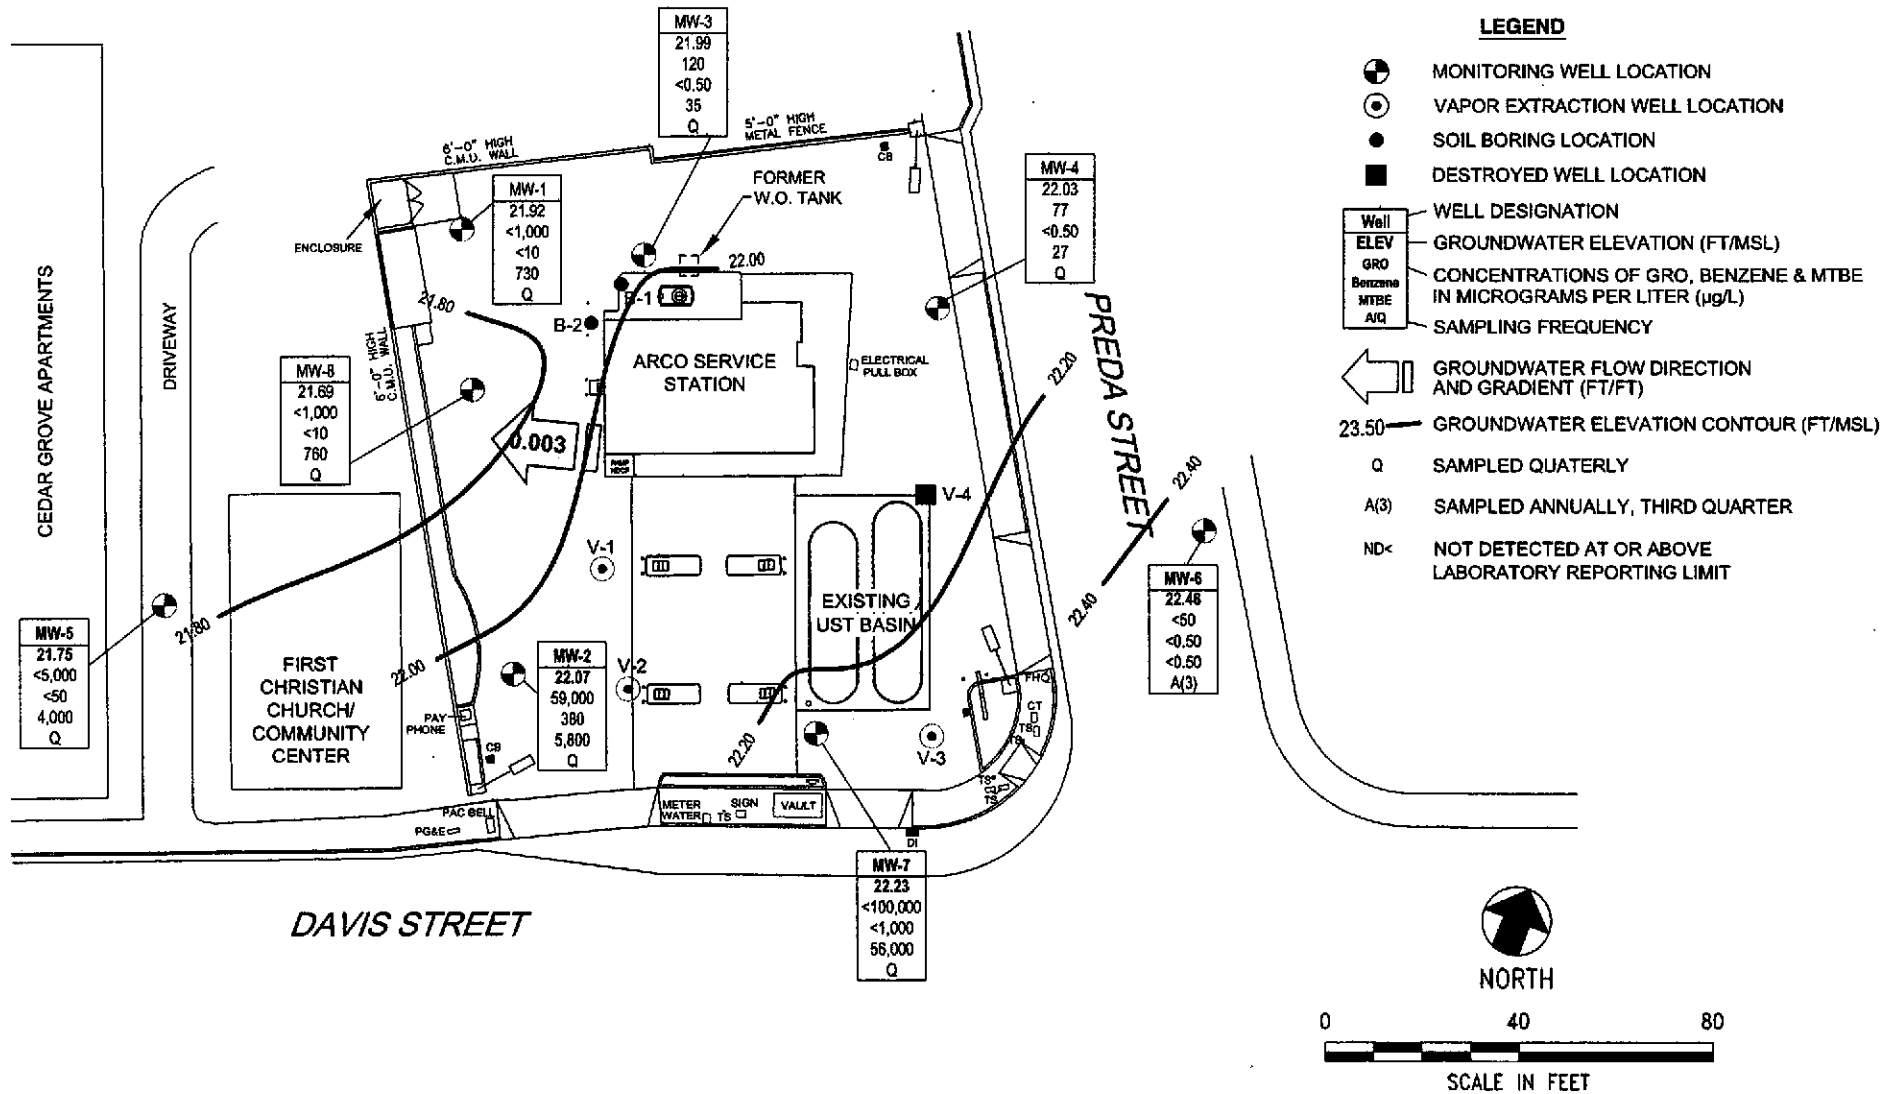 MW-3
21.99
120
<0.50
35
Q
LEGEND
MONITORING WELL LOCATION
VAPOR EXTRACTION WELL LOCATION
SOIL BORING LOCATION
DESTROYED WELL LOCATION
Well
ELEV
GRO
Benzene
MTBE
A/Q
WELL DESIGNATION
GROUNDWATER ELEVATION (FT/MSL)
CONCENTRATIONS OF GRO, BENZENE & MTBE
IN MICROGRAMS PER LITER (µg/L)
SAMPLING FREQUENCY
GROUNDWATER FLOW DIRECTION
AND GRADIENT (FT/FT)
23.50 GROUNDWATER ELEVATION CONTOUR (FT/MSL)
Q SAMPLED QUATERLY
A(3) SAMPLED ANNUALLY, THIRD QUARTER
ND< NOT DETECTED AT OR ABOVE
LABORATORY REPORTING LIMIT
6'-0" HIGH
C.M.U. WALL
5'-0" HIGH
METAL FENCE
CB
MW-1
21.92
<1,000
<10
730
Q
FORMER
W.O. TANK
MW-4
22.03
77
<0.50
27
Q
ENCLOSURE
22.00
21.80
B-1
B-2
ARCO SERVICE
STATION
ELECTRICAL
PULL BOX
PREDA STREET
22.20
22.40
CEDAR GROVE APARTMENTS
DRIVEWAY
6'-0" HIGH
C.M.U. WALL
MW-8
21.69
<1,000
<10
760
Q
0.003
V-4
V-1
EXISTING
UST BASIN
22.40
MW-6
22.46
<50
<0.50
<0.50
A(3)
MW-5
21.75
<5,000
<50
4,000
Q
21.80
22.00
FIRST
CHRISTIAN
CHURCH/
COMMUNITY
CENTER
PAY
PHONE
CB
MW-2
22.07
59,000
380
5,800
Q
V-2
22.20
V-3
FHO
CT
TS
TS
TS
TS
PAC BELL
PG&E
METER
WATER
TS
SIGN
VAULT
DI
MW-7
22.23
<100,000
<1,000
56,000
Q
DAVIS STREET
NORTH
0 40 80
SCALE IN FEET